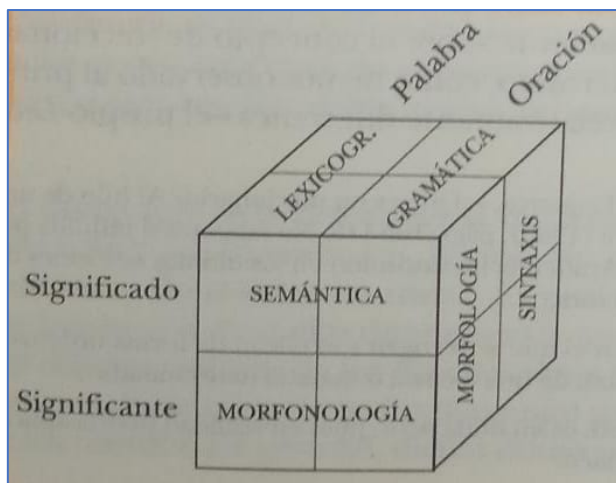 Palabra
Oración
LEXICOGR.
GRAMÁTICA
Significado
SEMÁNTICA
MORFOLOGÍA
SINTAXIS
Significante
MORFONOLOGÍA